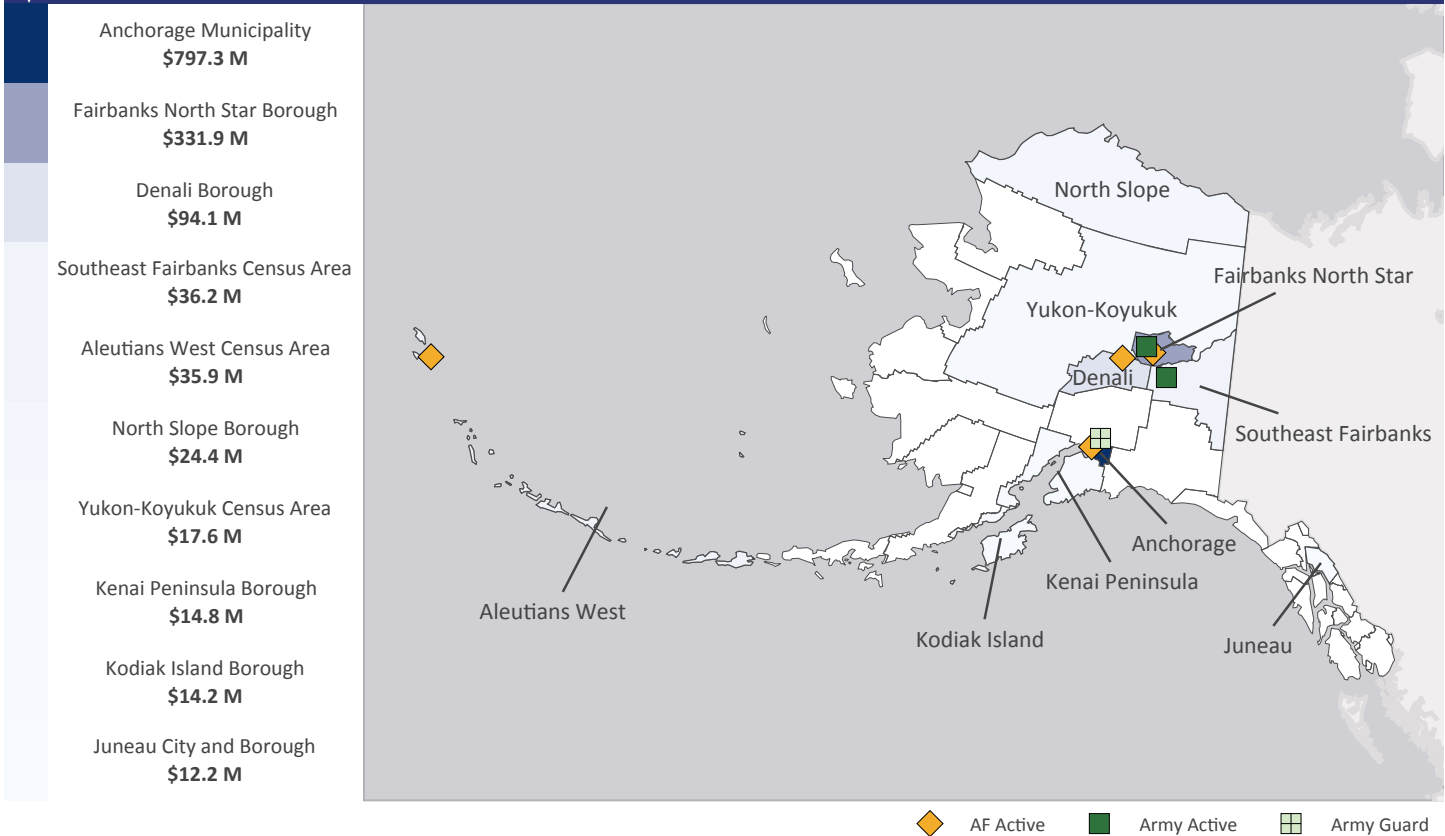 Anchorage Municipality
$797.3 M
Fairbanks North Star Borough
$331.9 M
Denali Borough
$94.1 M
Southeast Fairbanks Census Area
$36.2 M
Aleutians West Census Area
$35.9 M
North Slope Borough
$24.4 M
Yukon-Koyukuk Census Area
$17.6 M
Kenai Peninsula Borough
$14.8 M
Kodiak Island Borough
$14.2 M
Juneau City and Borough
$12.2 M
North Slope
Fairbanks North Star
Yukon-Koyukuk
Denali
Southeast Fairbanks
Anchorage
Kenai Peninsula
Aleutians West
Kodiak Island
Juneau
AF Active
Army Active
Army Guard